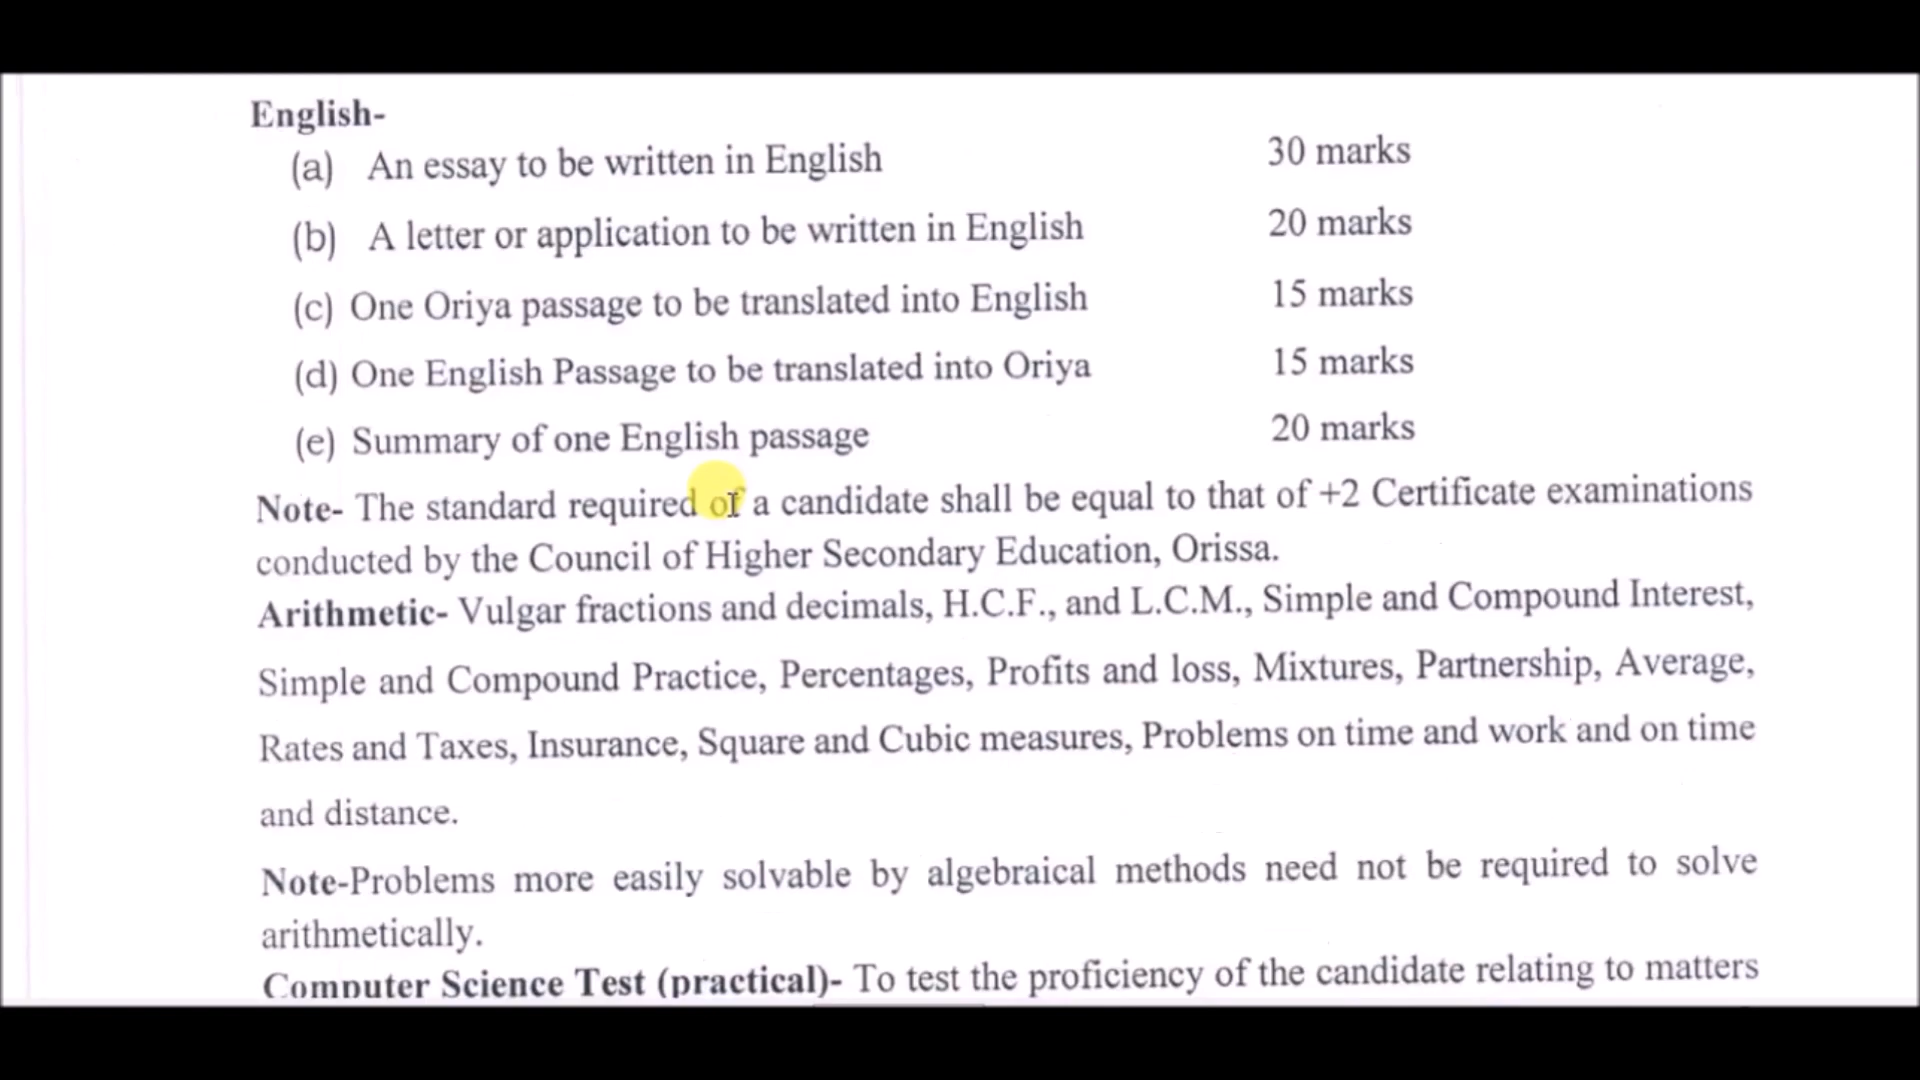 English-
(a) An essay to be written in English 30 marks
(b) A letter or application to be written in English 20 marks
(c) One Oriya passage to be translated into English 15 marks
(d) One English Passage to be translated into Oriya 15 marks
(e) Summary of one English passage 20 marks
Note- The standard required of a candidate shall be equal to that of +2 Certificate examinations
conducted by the Council of Higher Secondary Education, Orissa.
Arithmetic- Vulgar fractions and decimals, H.C.F., and L.C.M., Simple and Compound Interest,
Simple and Compound Practice, Percentages, Profits and loss, Mixtures, Partnership, Average,
Rates and Taxes, Insurance, Square and Cubic measures, Problems on time and work and on time
and distance.
Note-Problems more easily solvable by algebraical methods need not be required to solve
arithmetically.
Computer Science Test (practical)- To test the proficiency of the candidate relating to matters